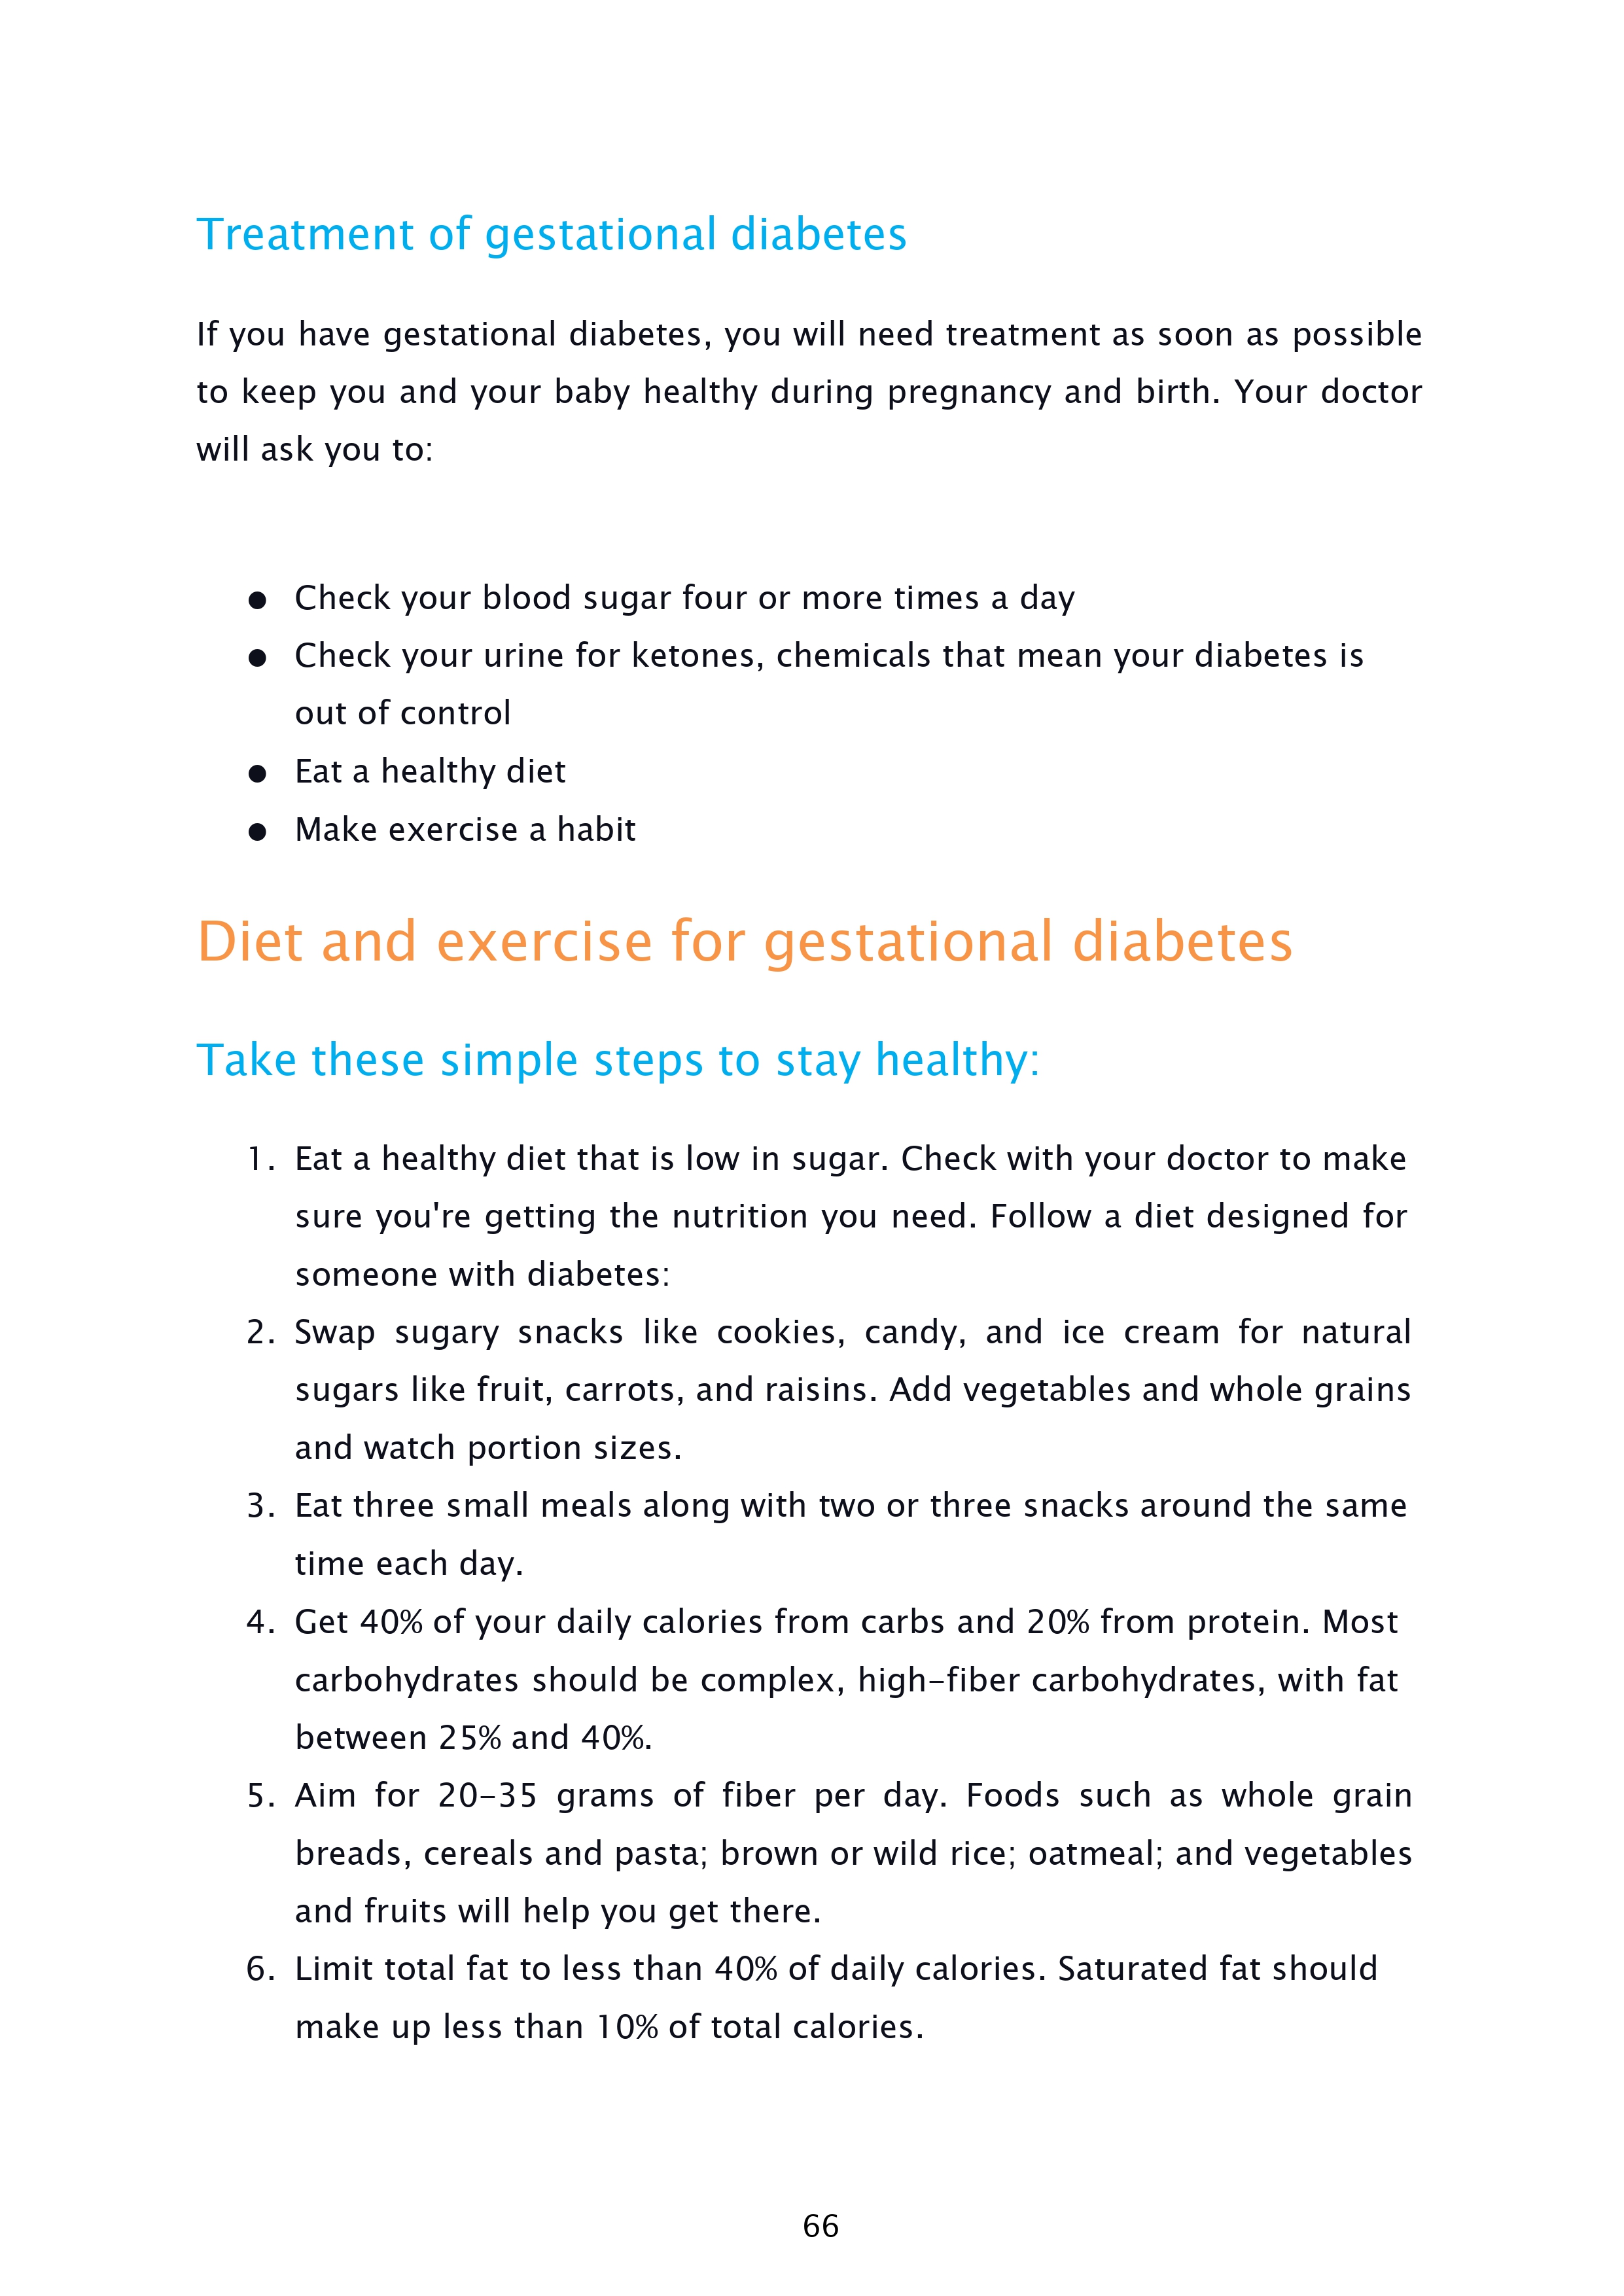 Treatment of gestational diabetes
If you have gestational diabetes, you will need treatment as soon as possible
to keep you and your baby healthy during pregnancy and birth. Your doctor
will ask you to:
● Check your blood sugar four or more times a day
● Check your urine for ketones, chemicals that mean your diabetes is
out of control
● Eat a healthy diet
● Make exercise a habit
Diet and exercise for gestational diabetes
Take these simple steps to stay healthy:
1. Eat a healthy diet that is low in sugar. Check with your doctor to make
sure you're getting the nutrition you need. Follow a diet designed for
someone with diabetes:
2. Swap sugary snacks like cookies, candy, and ice cream for natural
sugars like fruit, carrots, and raisins. Add vegetables and whole grains
and watch portion sizes.
3. Eat three small meals along with two or three snacks around the same
time each day.
4. Get 40% of your daily calories from carbs and 20% from protein. Most
carbohydrates should be complex, high-fiber carbohydrates, with fat
between 25% and 40%.
5. Aim for 20-35 grams of fiber per day. Foods such as whole grain
breads, cereals and pasta; brown or wild rice; oatmeal; and vegetables
and fruits will help you get there.
6. Limit total fat to less than 40% of daily calories. Saturated fat should
make up less than 10% of total calories.
66